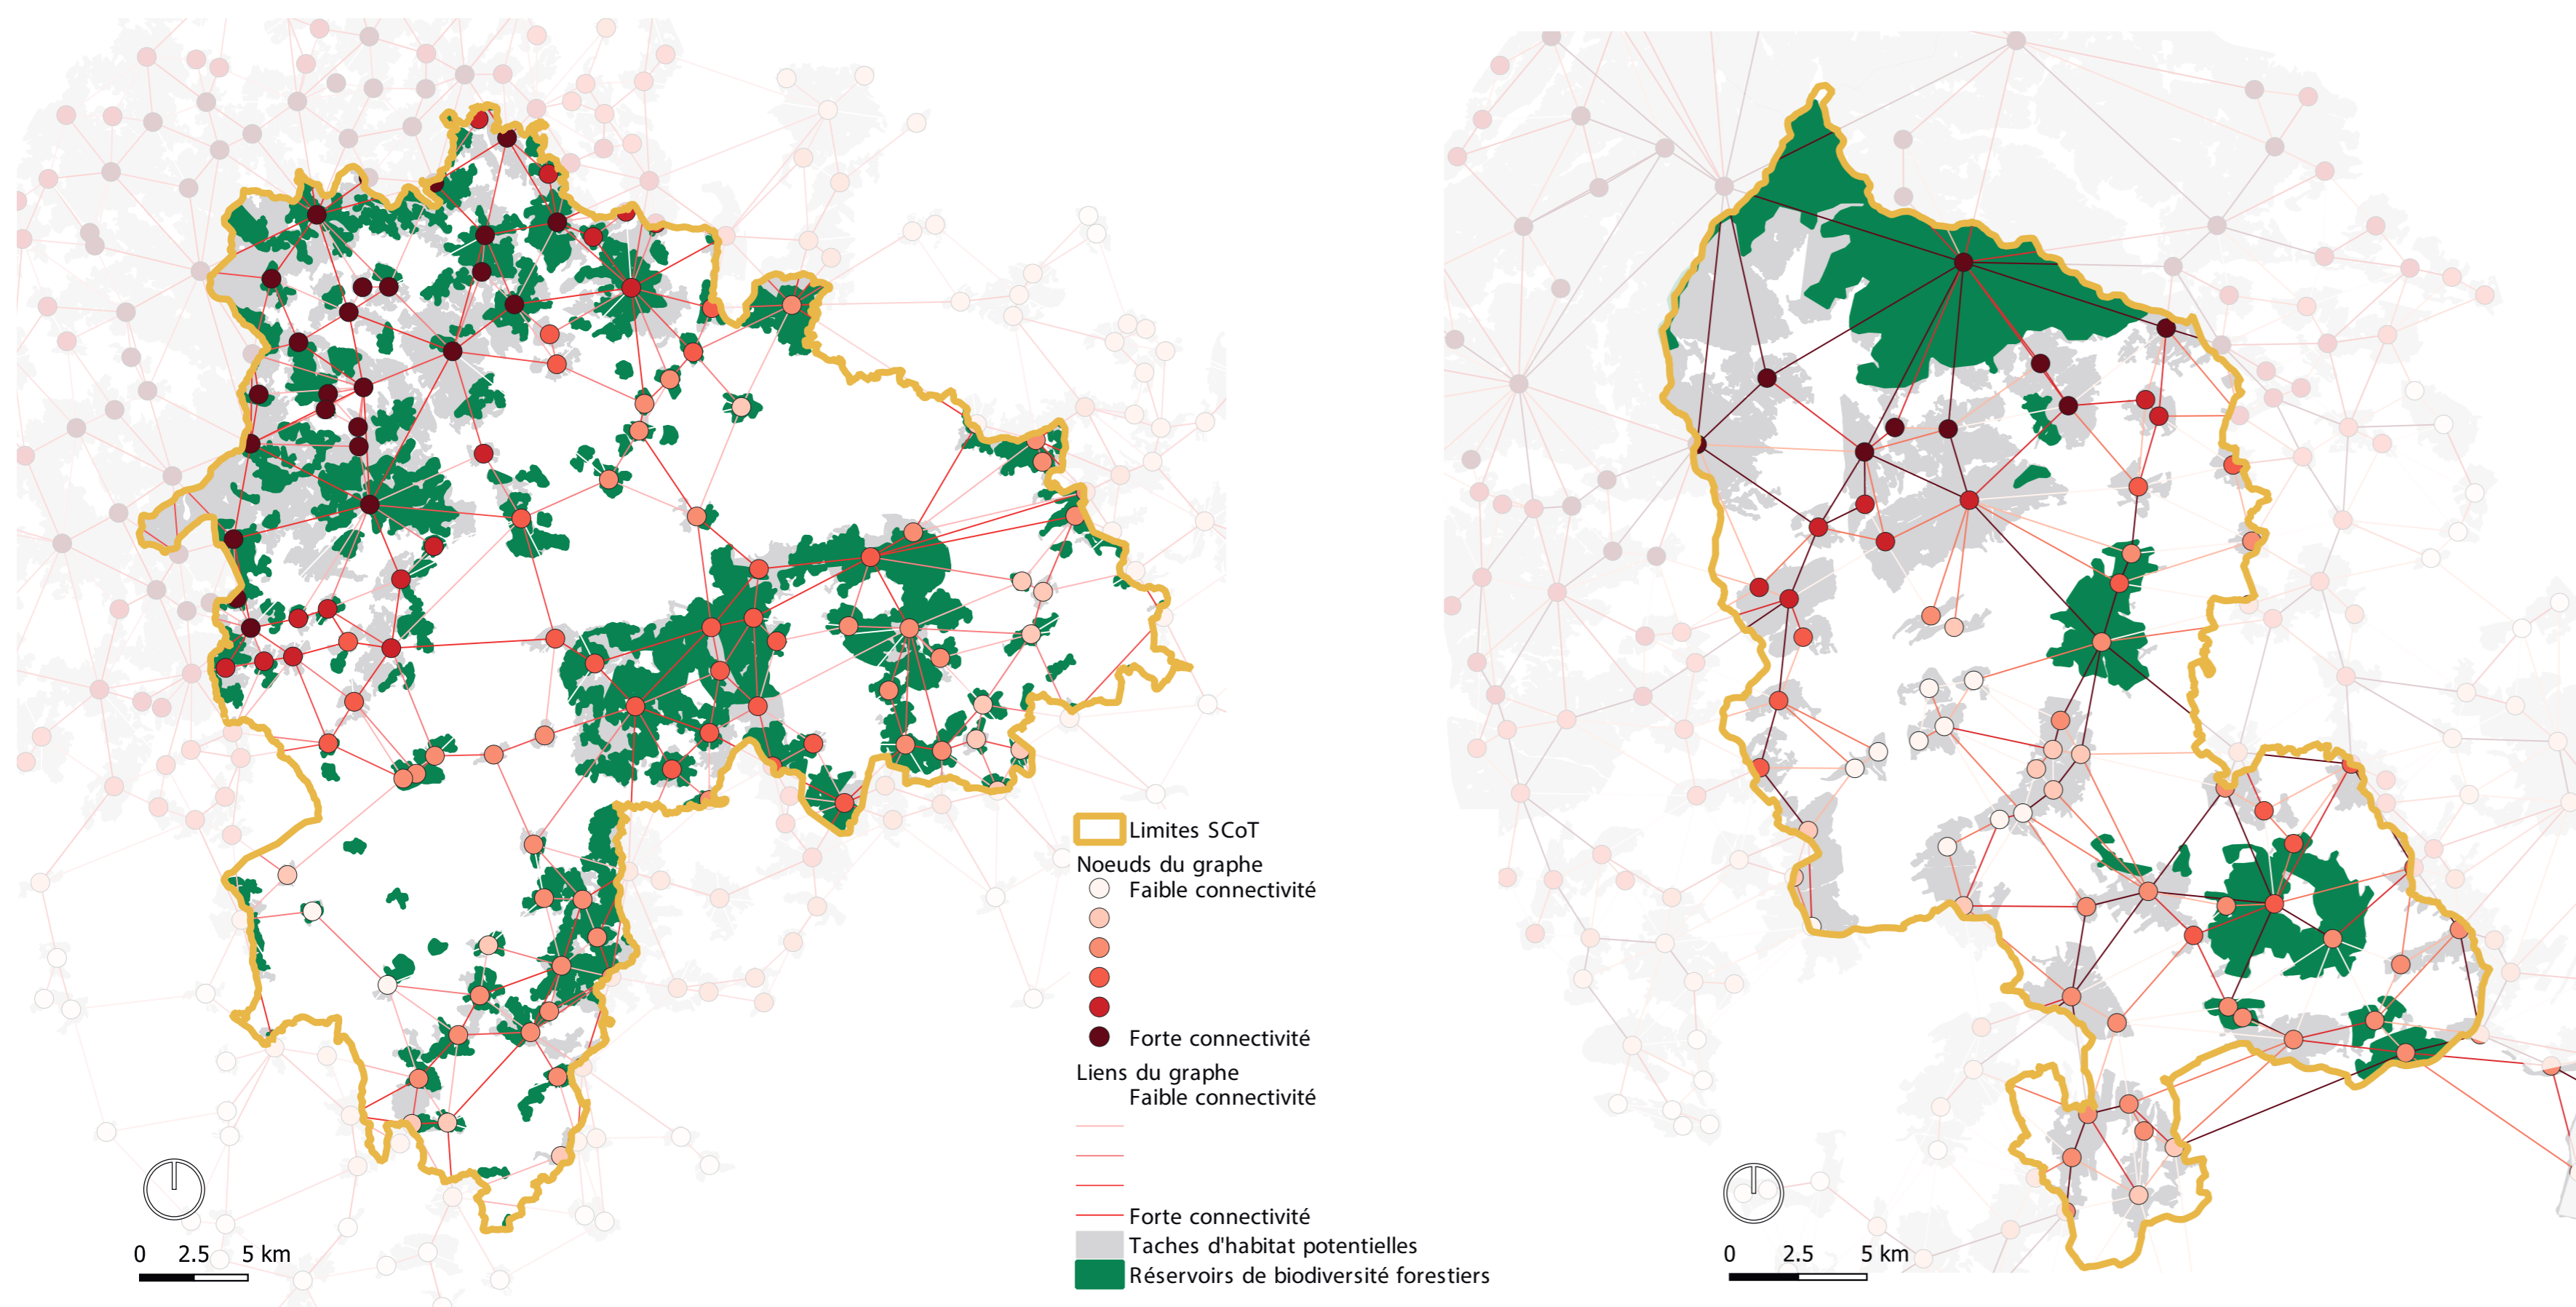 Limites SCoT
Noeuds du graphe
Faible connectivité
Forte connectivité
Liens du graphe
Faible connectivité
Forte connectivité
Taches d'habitat potentielles
Réservoirs de biodiversité forestiers
0 2.5 5 km
0 2.5 5 km